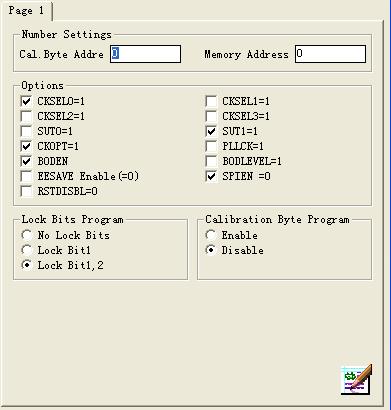 Page 1
Number Settings
Cal.Byte Addre 0 Memory Address 0
Options
CKSEL0=1 CKSEL1=1
CKSEL2=1 CKSEL3=1
SUT0=1 SUT1=1
CKOPT=1 PLLCK=1
BODEN BODLEVEL=1
EESAVE Enable(=0) SPIEN =0
RSTDISBL=0
Lock Bits Program
No Lock Bits
Lock Bit1
Lock Bit1,2
Calibration Byte Program
Enable
Disable